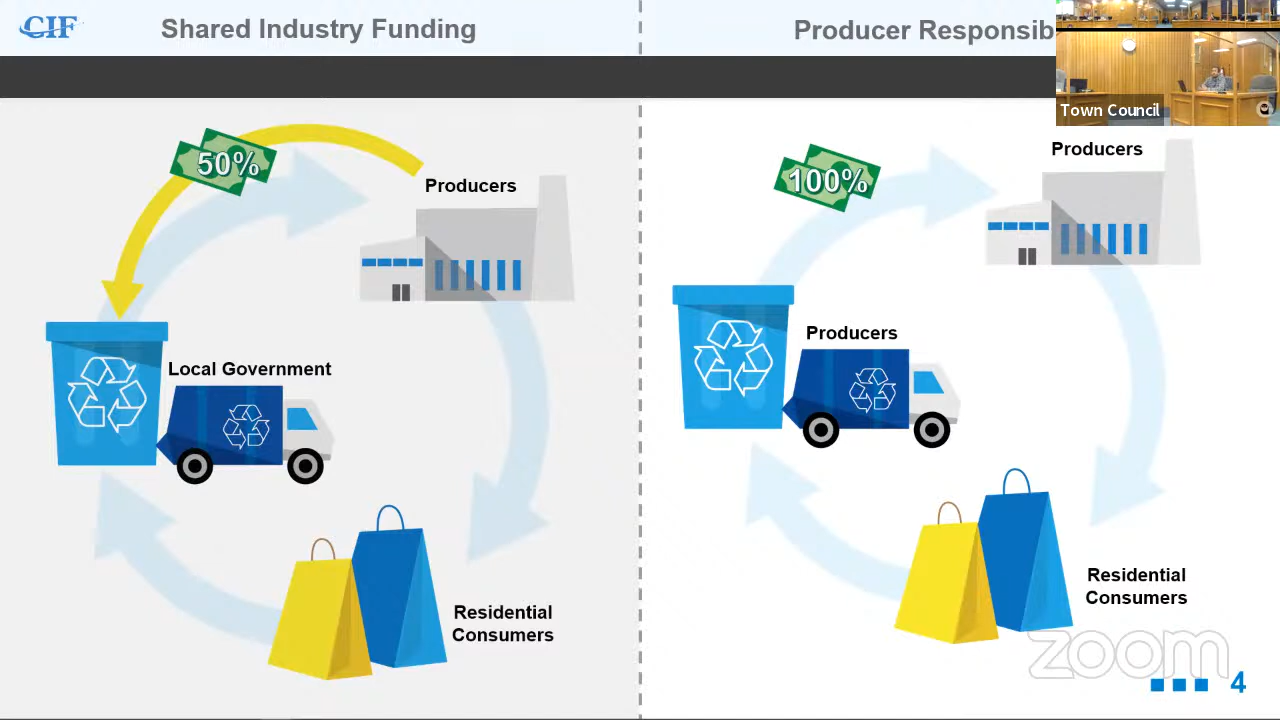 CIF
Shared Industry Funding
Producer Responsib
Town Council
50%
Producers
Local Government
Residential
Consumers
100%
Producers
Producers
Residential
Consumers
zoom
4